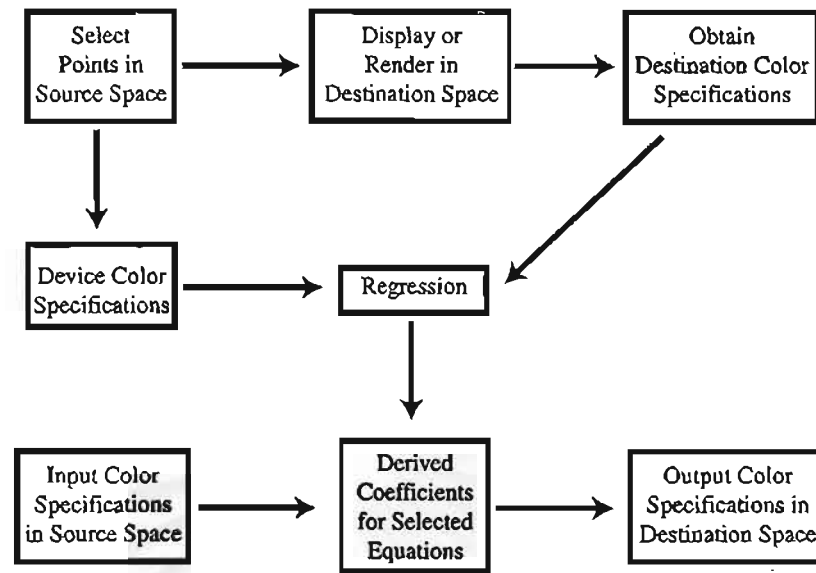 Select
Points in
Source Space
Display or
Render in
Destination Space
Obtain
Destination Color
Specifications
Device Color
Specifications
Regression
Input Color
Specifications
in Source Space
Derived
Coefficients
for Selected
Equations
Output Color
Specifications in
Destination Space